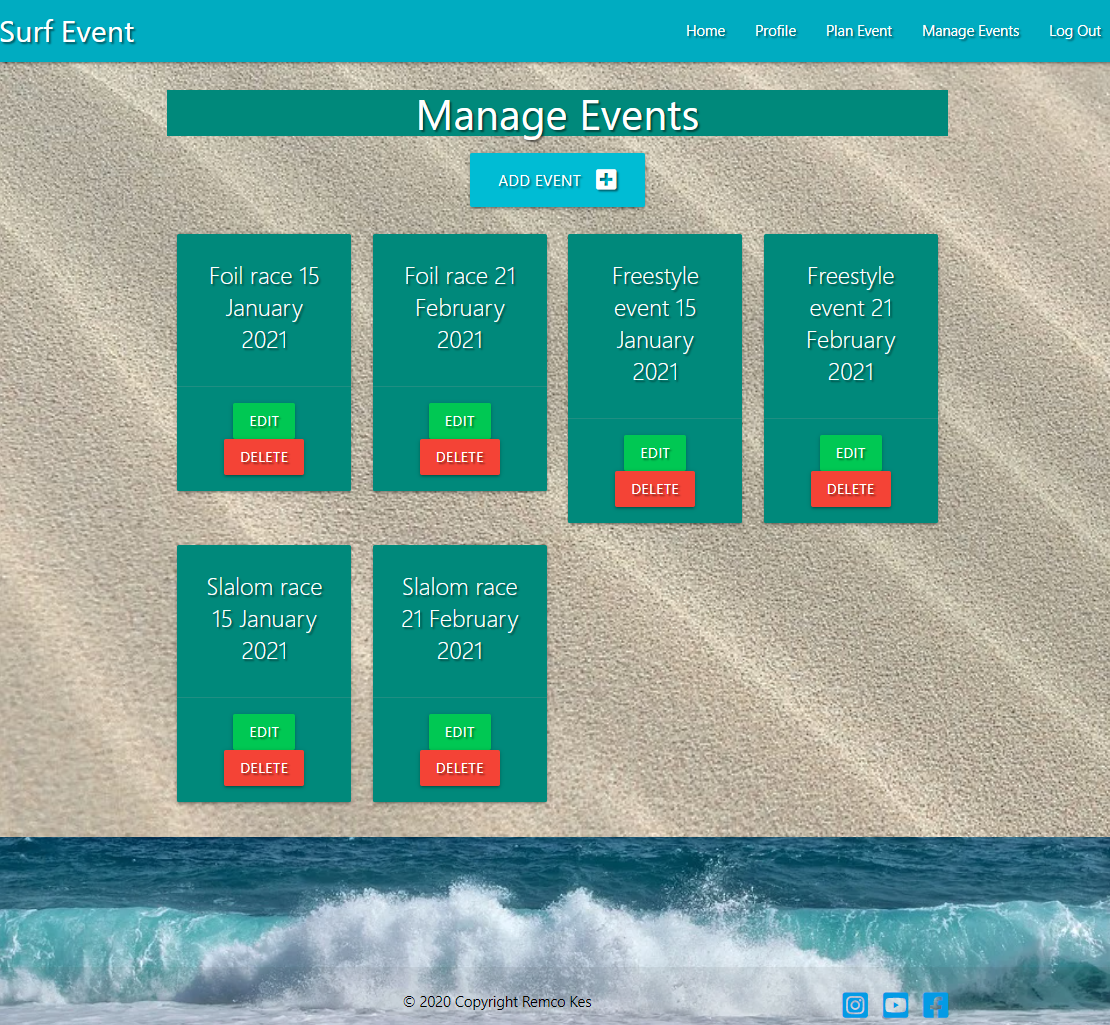 Surf Event
Home Profile Plan Event Manage Events Log Out
Manage Events
ADD EVENT
Foil race 15
January
2021
EDIT
DELETE
Foil race 21
February
2021
EDIT
DELETE
Freestyle
event 15
January
2021
EDIT
DELETE
Freestyle
event 21
February
2021
EDIT
DELETE
Slalom race
15 January
2021
EDIT
DELETE
Slalom race
21 February
2021
EDIT
DELETE
© 2020 Copyright Remco Kes